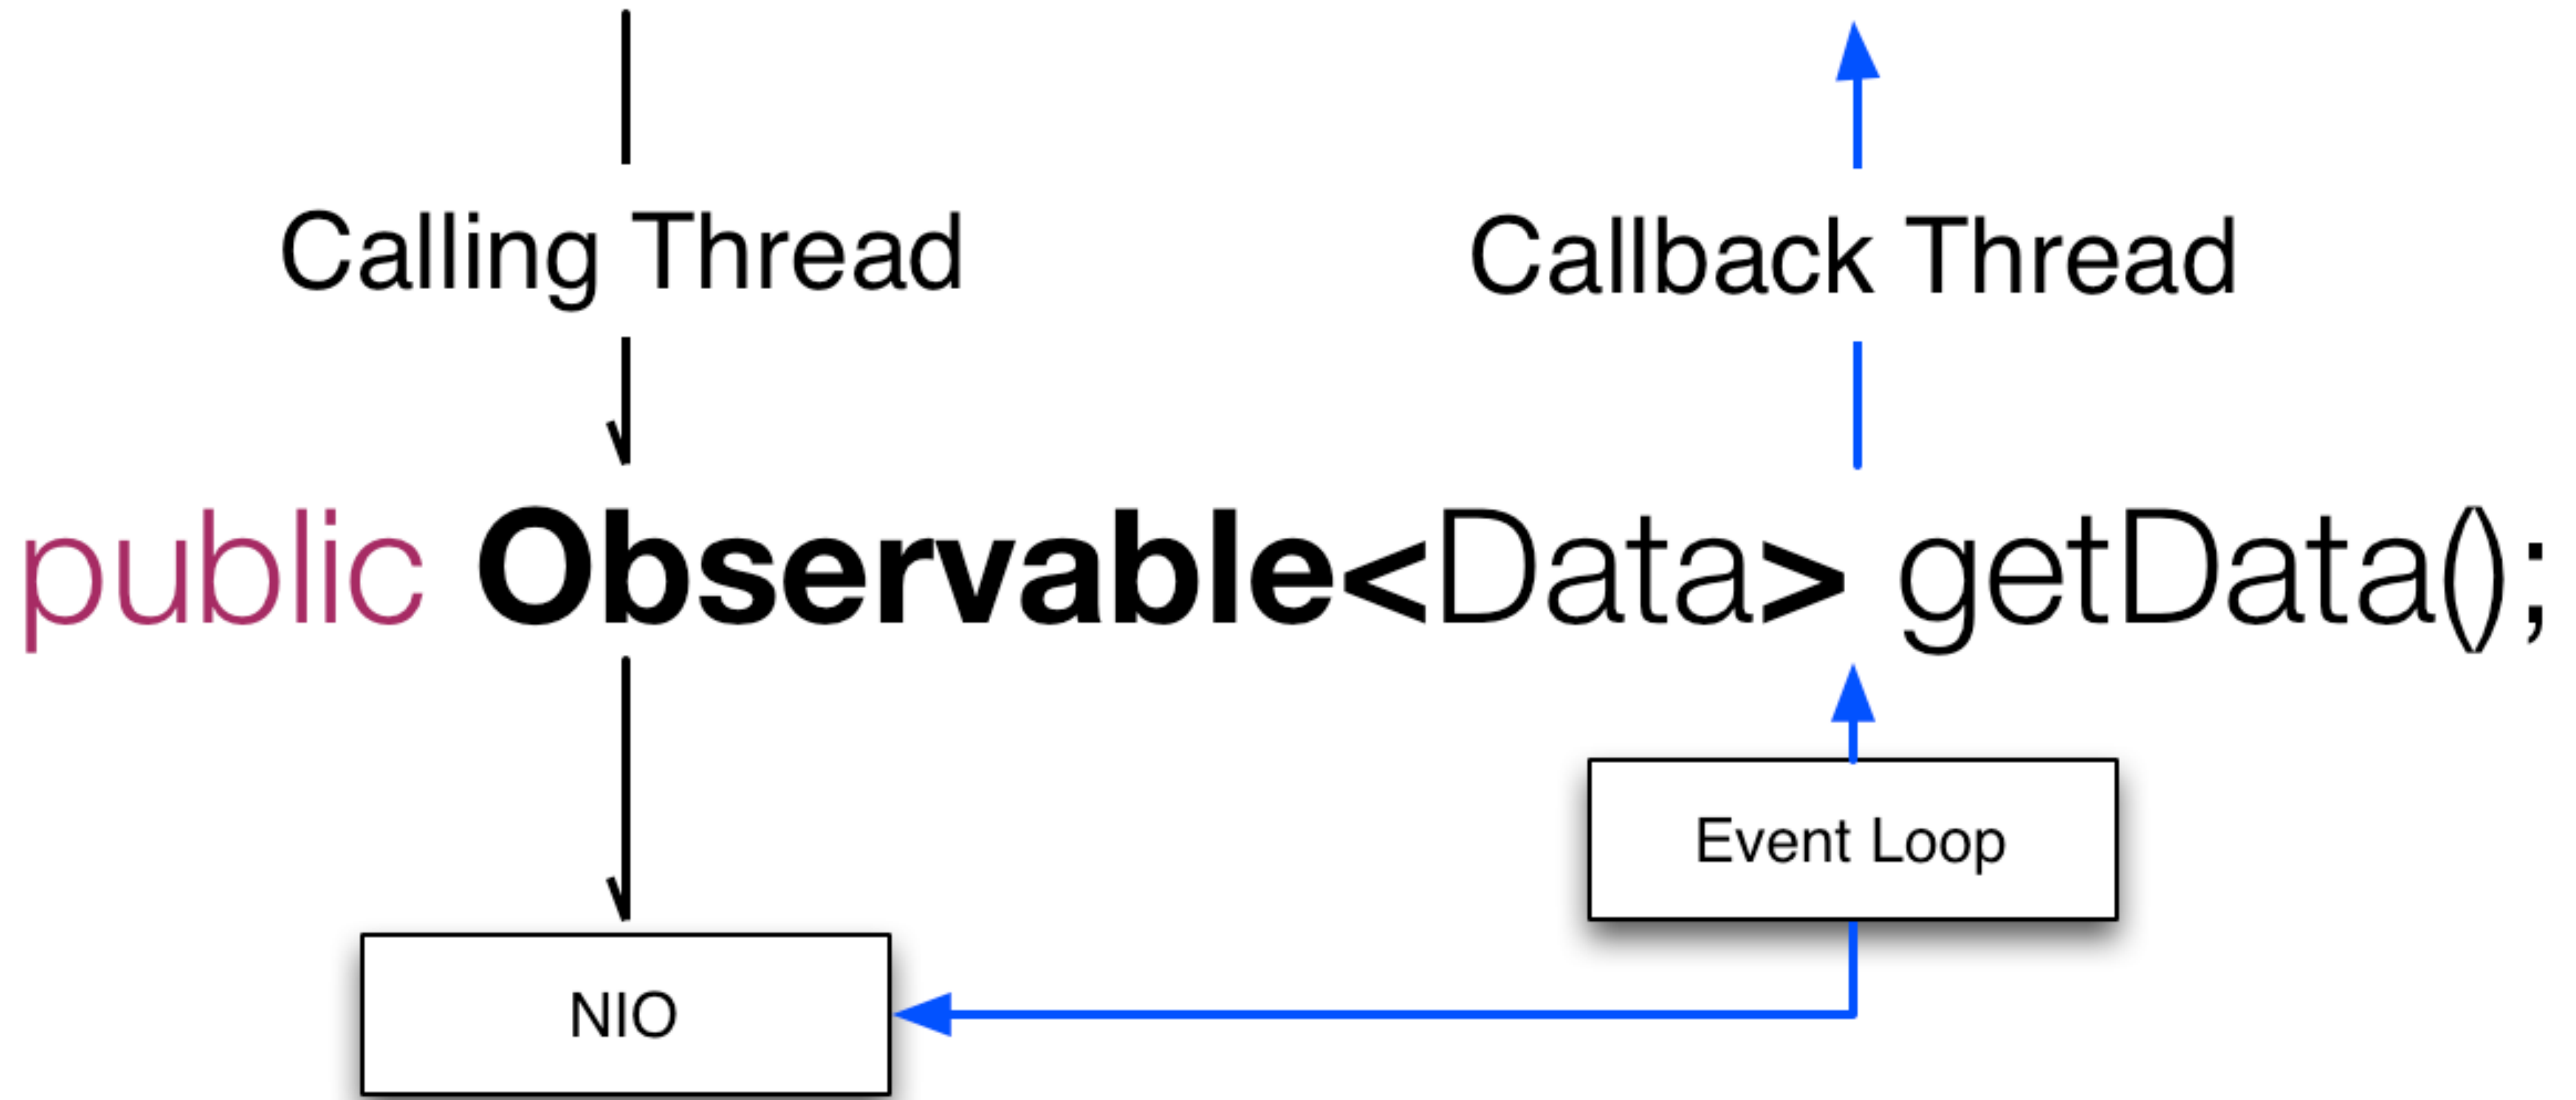 Calling Thread
Callback Thread
public Observable<Data> getData();
Event Loop
NIO